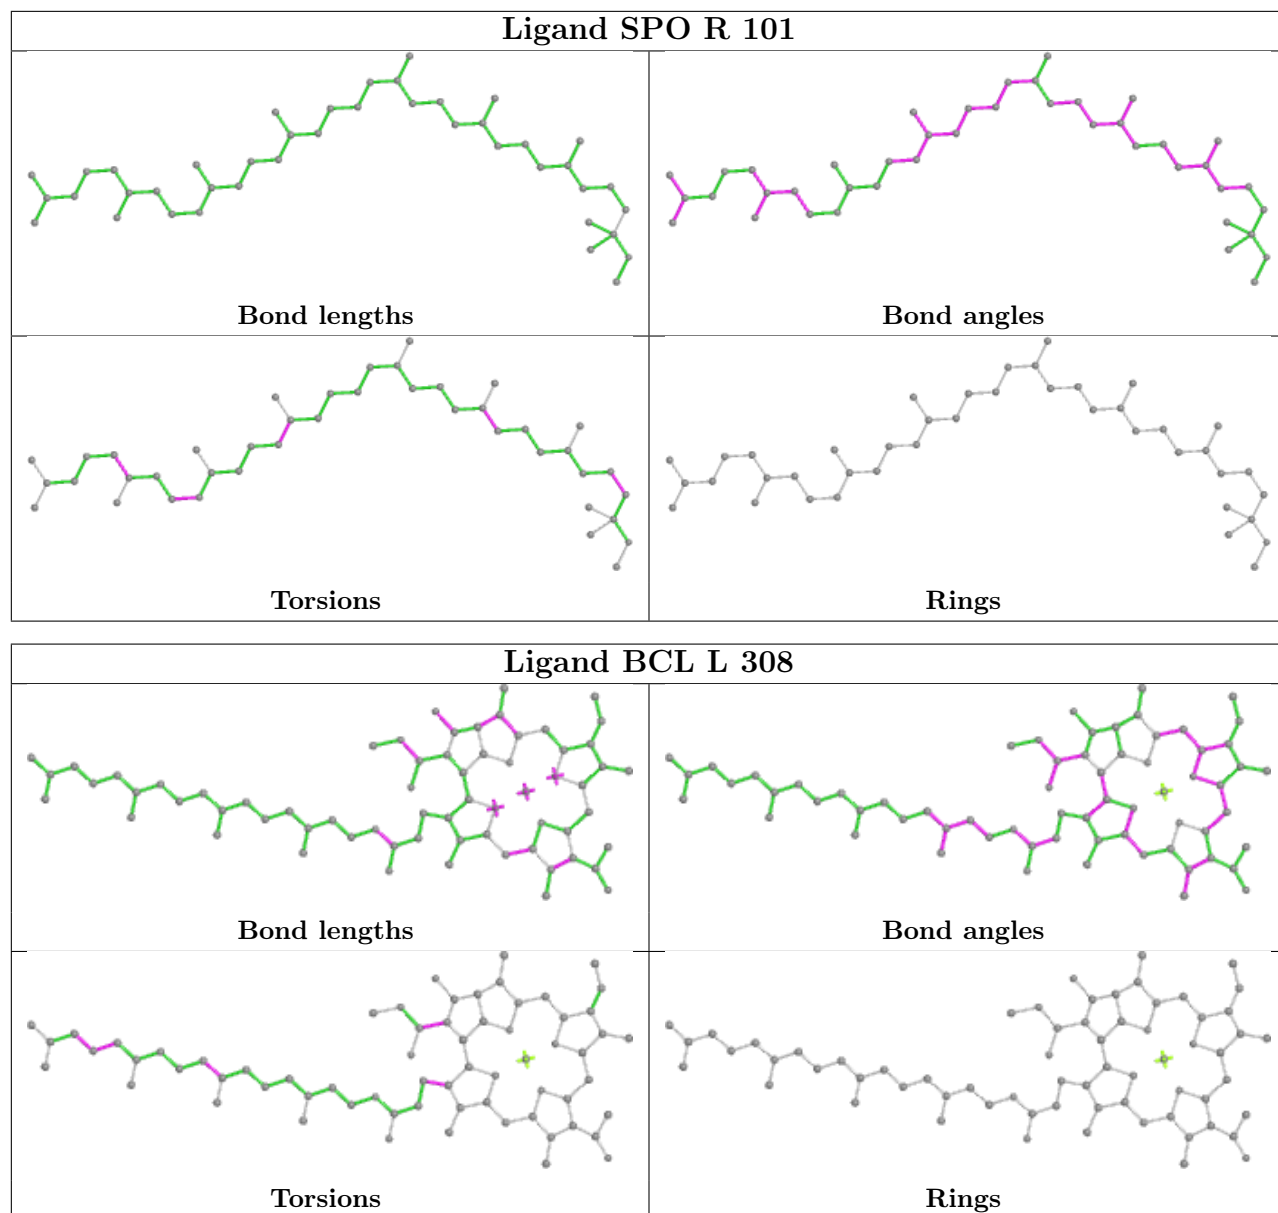 Ligand SPO R 101
Bond lengths
Bond angles
Torsions
Rings
Ligand BCL L 308
Bond lengths
Bond angles
Torsions
Rings